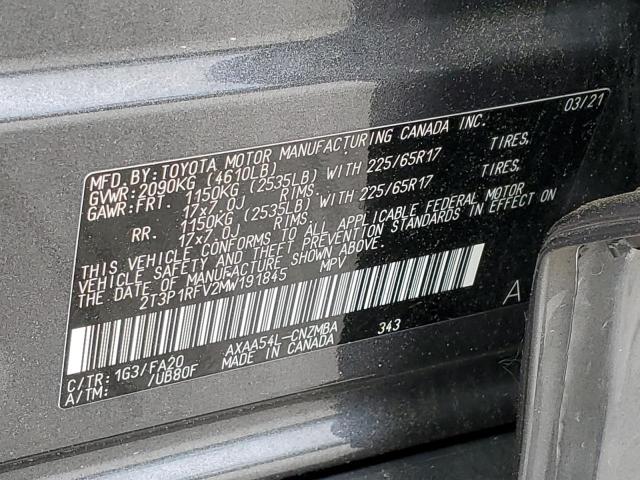 MFD.BY:TOYOTA MOTOR MANUFACTURING CANADA INC. 03/21
GVWR:2090KG (4610LB)
GAWR:FRT. 1150KG (2535LB) WITH 225/65R17 TIRES,
17x7.0J RIMS,
RR. 1150KG (2535LB) WITH 225/65R17 TIRES,
17x7.0J RIMS,
THIS VEHICLE CONFORMS TO ALL APPLICABLE FEDERAL MOTOR
VEHICLE SAFETY AND THEFT PREVENTION STANDARDS IN EFFECT ON
THE DATE OF MANUFACTURE SHOWN ABOVE.
2T3P1RFV2MW191845 MPV
A
C/TR: 1G3/FA20 AXAA54L-CNZMBA 343
A/TM: /UB80F MADE IN CANADA